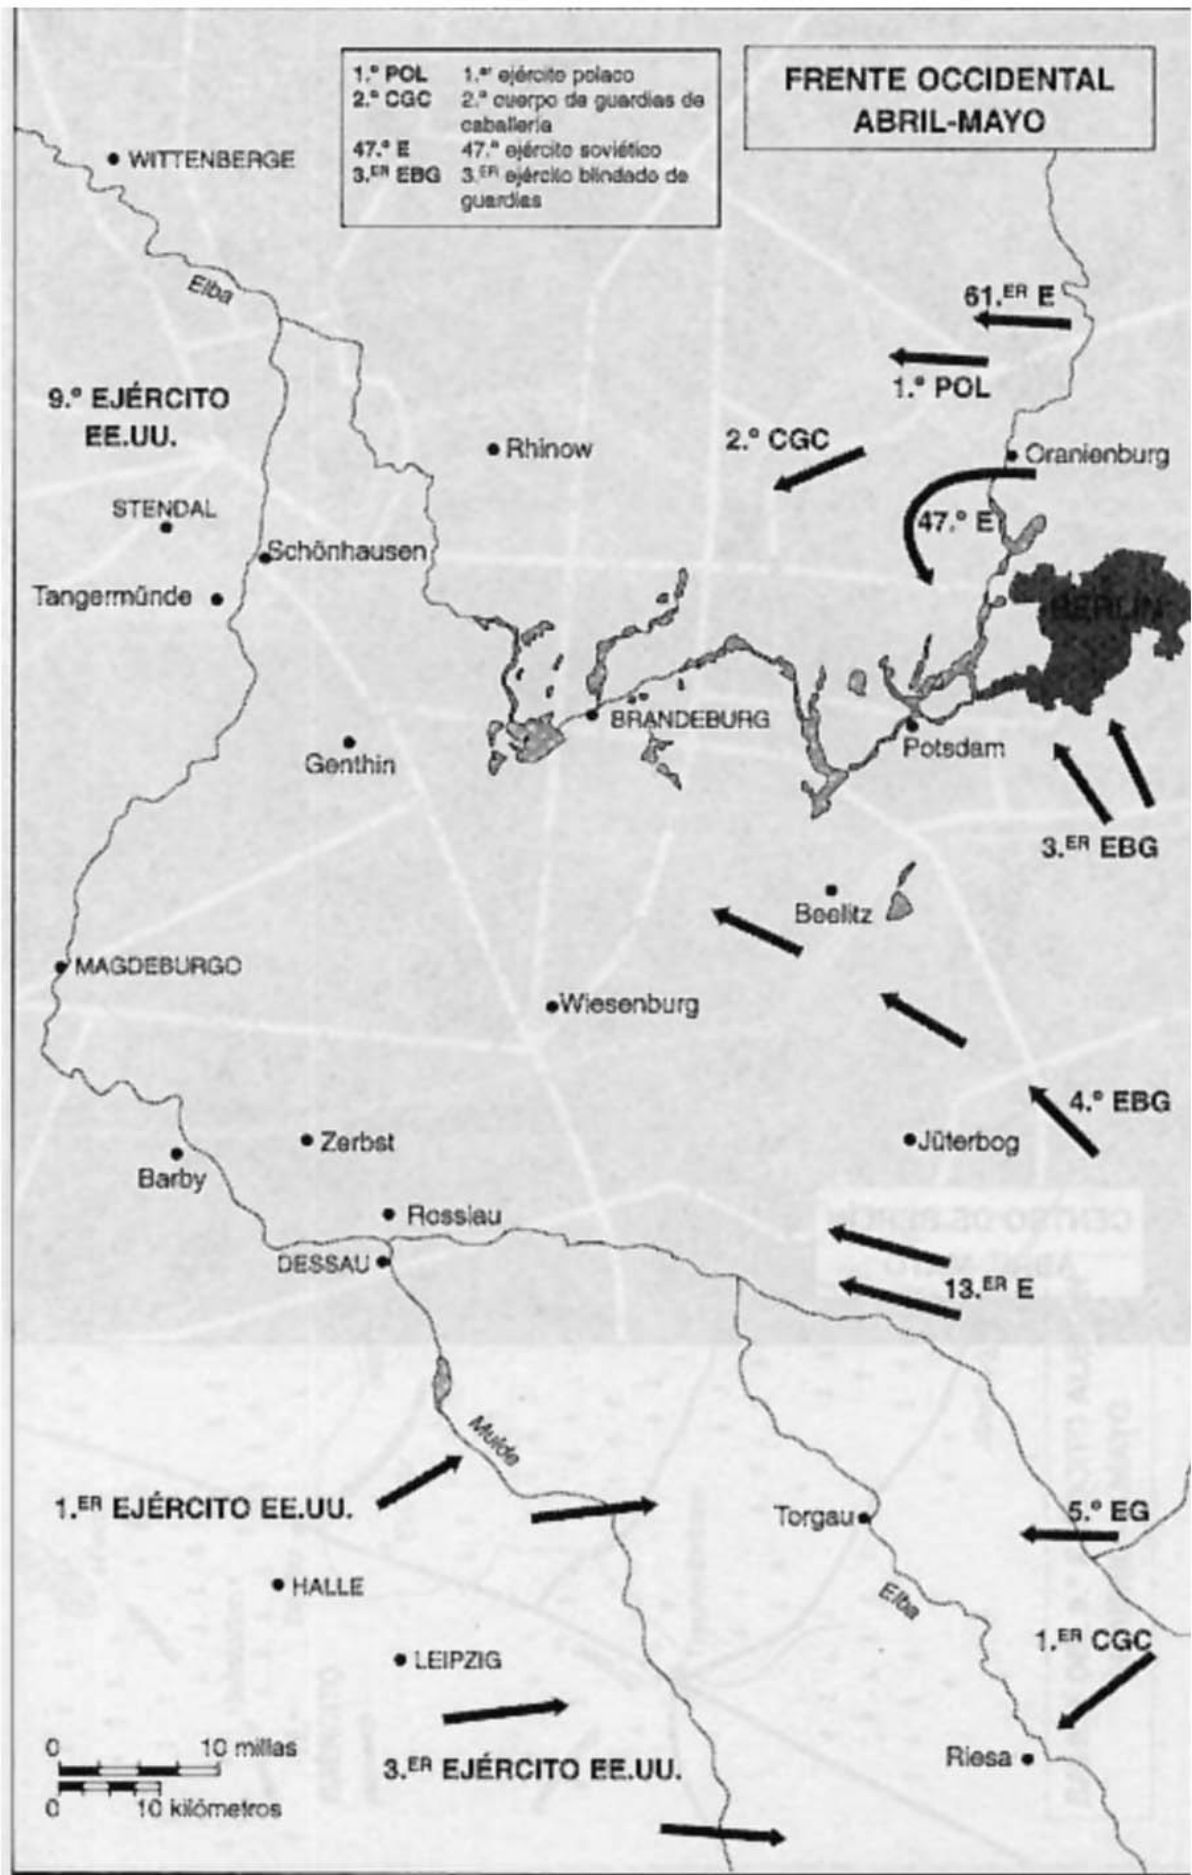 1.º POL 1.er ejército polaco
2.º CGC 2.º cuerpo de guardias de
caballería
47.º E 47.º ejército soviético
3.ER EBG 3.ER ejército blindado de
guardias
FRENTE OCCIDENTAL
ABRIL-MAYO
WITTENBERGE
Elba
61.ER E
1.º POL
9.º EJÉRCITO
EE.UU.
2.º CGC
Rhinow
Oranienburg
STENDAL
47.º E
Schönhausen
Tangermünde
BERLIN
BRANDEBURG
Potsdam
Genthin
3.ER EBG
Beelitz
MAGDEBURGO
Wiesenburg
4.º EBG
Zerbst
Jüterbog
Barby
Rosslau
DESSAU
13.ER E
Mulde
1.ER EJÉRCITO EE.UU.
Torgau
5.º EG
HALLE
Elba
1.ER CGC
LEIPZIG
0 10 millas
Riesa
3.ER EJÉRCITO EE.UU.
0 10 kilómetros